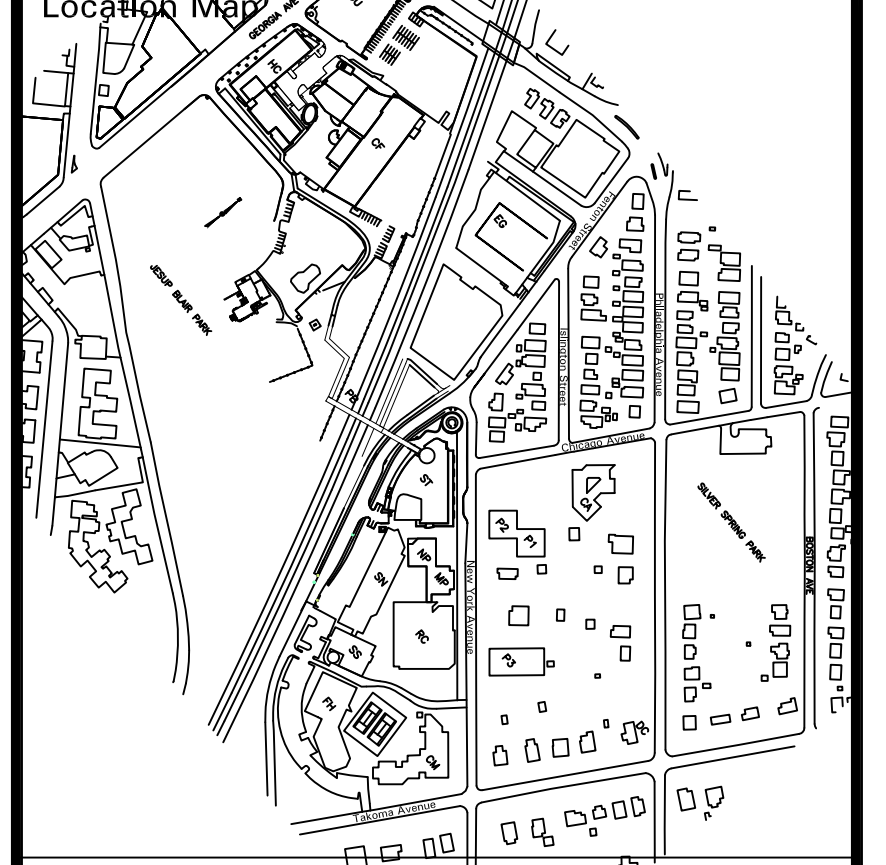 Location Map
GEORGIA AVE
HC
CF
EG
Fenton Street
JESUP BLAIR PARK
Islington Street
Philadelphia Avenue
PB
Chicago Avenue
ST
CA
SILVER SPRING PARK
P2
P1
BOSTON AVE
NP
MP
SN
New York Avenue
RC
SS
P3
FH
DC
CM
Takoma Avenue